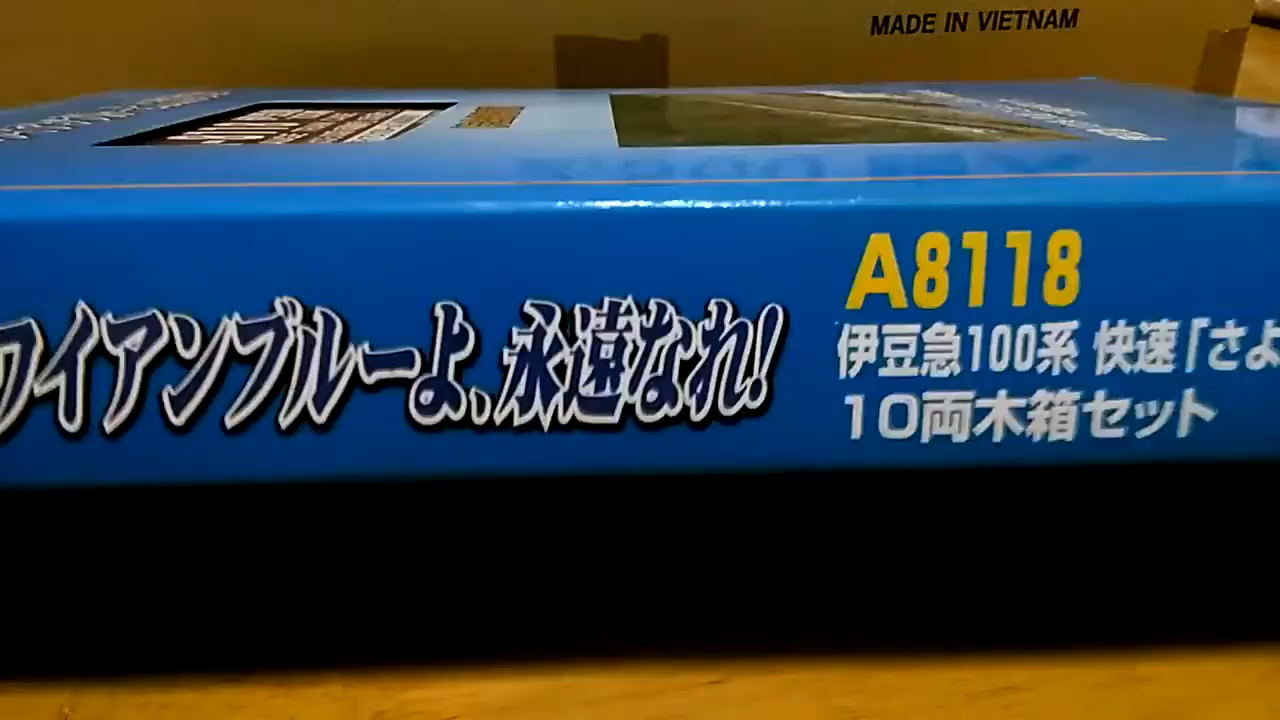 MADE IN VIETNAM
ワイアンブルーよ、永遠なれ!
A8118
伊豆急100系 快速「さよ
10両木箱セット